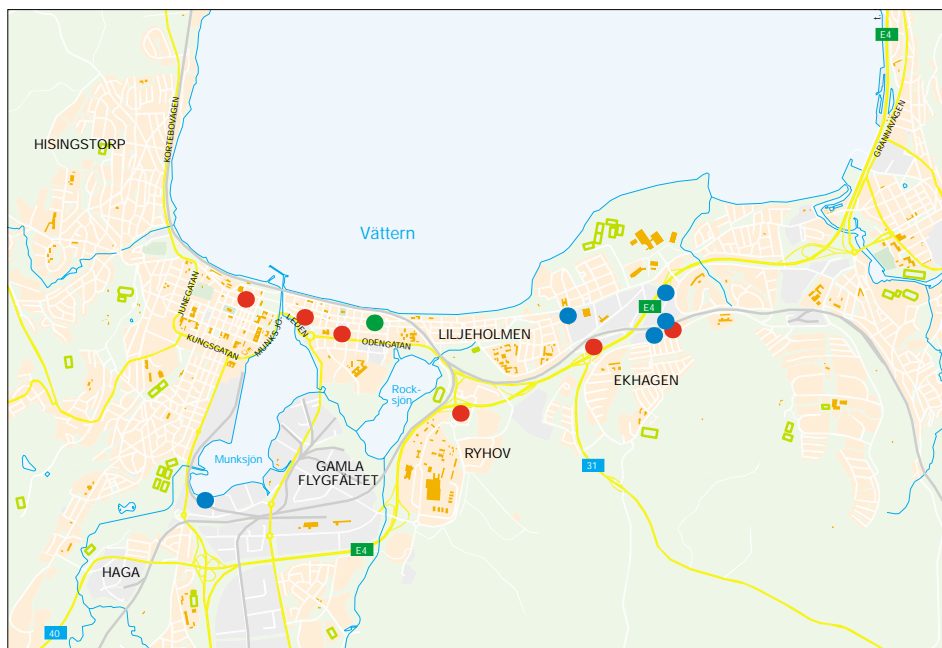 E4
GRÄNNAVÄGEN
KORTEBOVÄGEN
HISINGSTORP
Vättern
JUNEGATAN
KUNGSGATAN
MUNKSJÖ
LEDEN
ODENGATAN
LILJEHOLMEN
E4
EKHAGEN
Rock-
sjön
RYHOV
Munksjön
GAMLA
FLYGFÄLTET
31
E4
HAGA
40